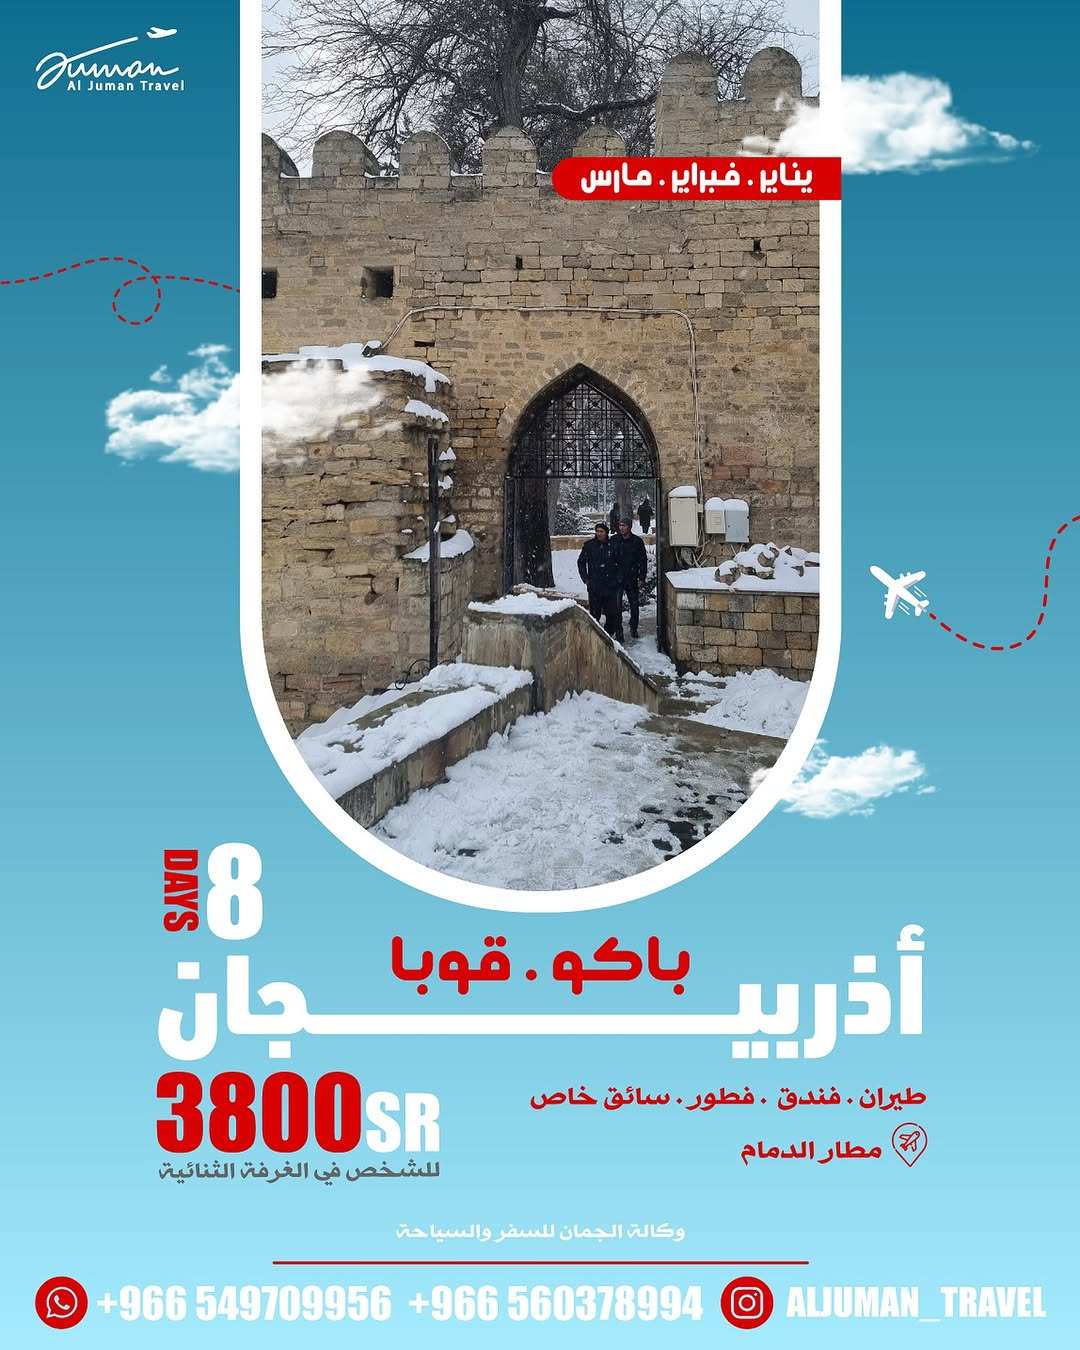 Juman
Al Juman Travel
يناير . فبراير . مارس
8 DAYS
باكو . قوبا
أذربيـــجان
3800SR
للشخص في الغرفة الثنائية
طيران . فندق . فطور . سائق خاص
مطار الدمام
وكالة الجمان للسفر والسياحة
+966 549709956 +966 560378994 ALJUMAN_TRAVEL